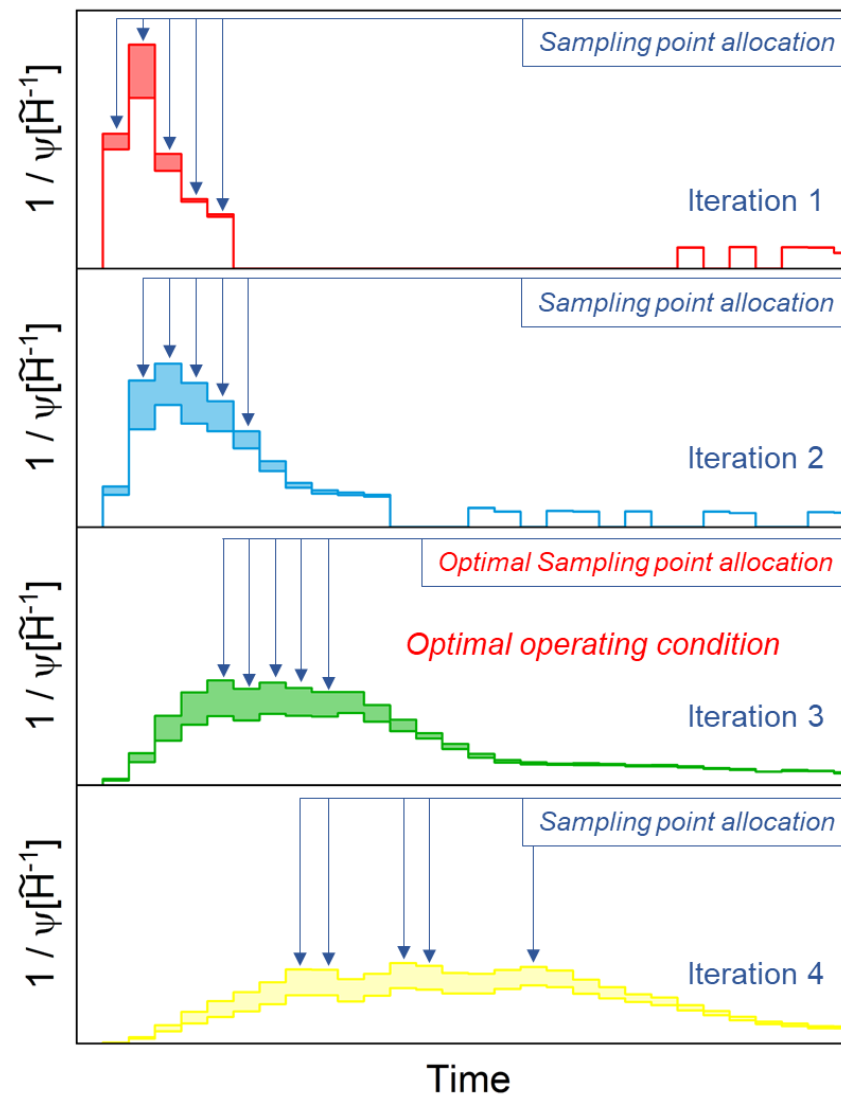 Sampling point allocation
1 / ψ[H̃⁻¹]
Iteration 1
Sampling point allocation
1 / ψ[H̃⁻¹]
Iteration 2
Optimal Sampling point allocation
Optimal operating condition
1 / ψ[H̃⁻¹]
Iteration 3
Sampling point allocation
1 / ψ[H̃⁻¹]
Iteration 4
Time